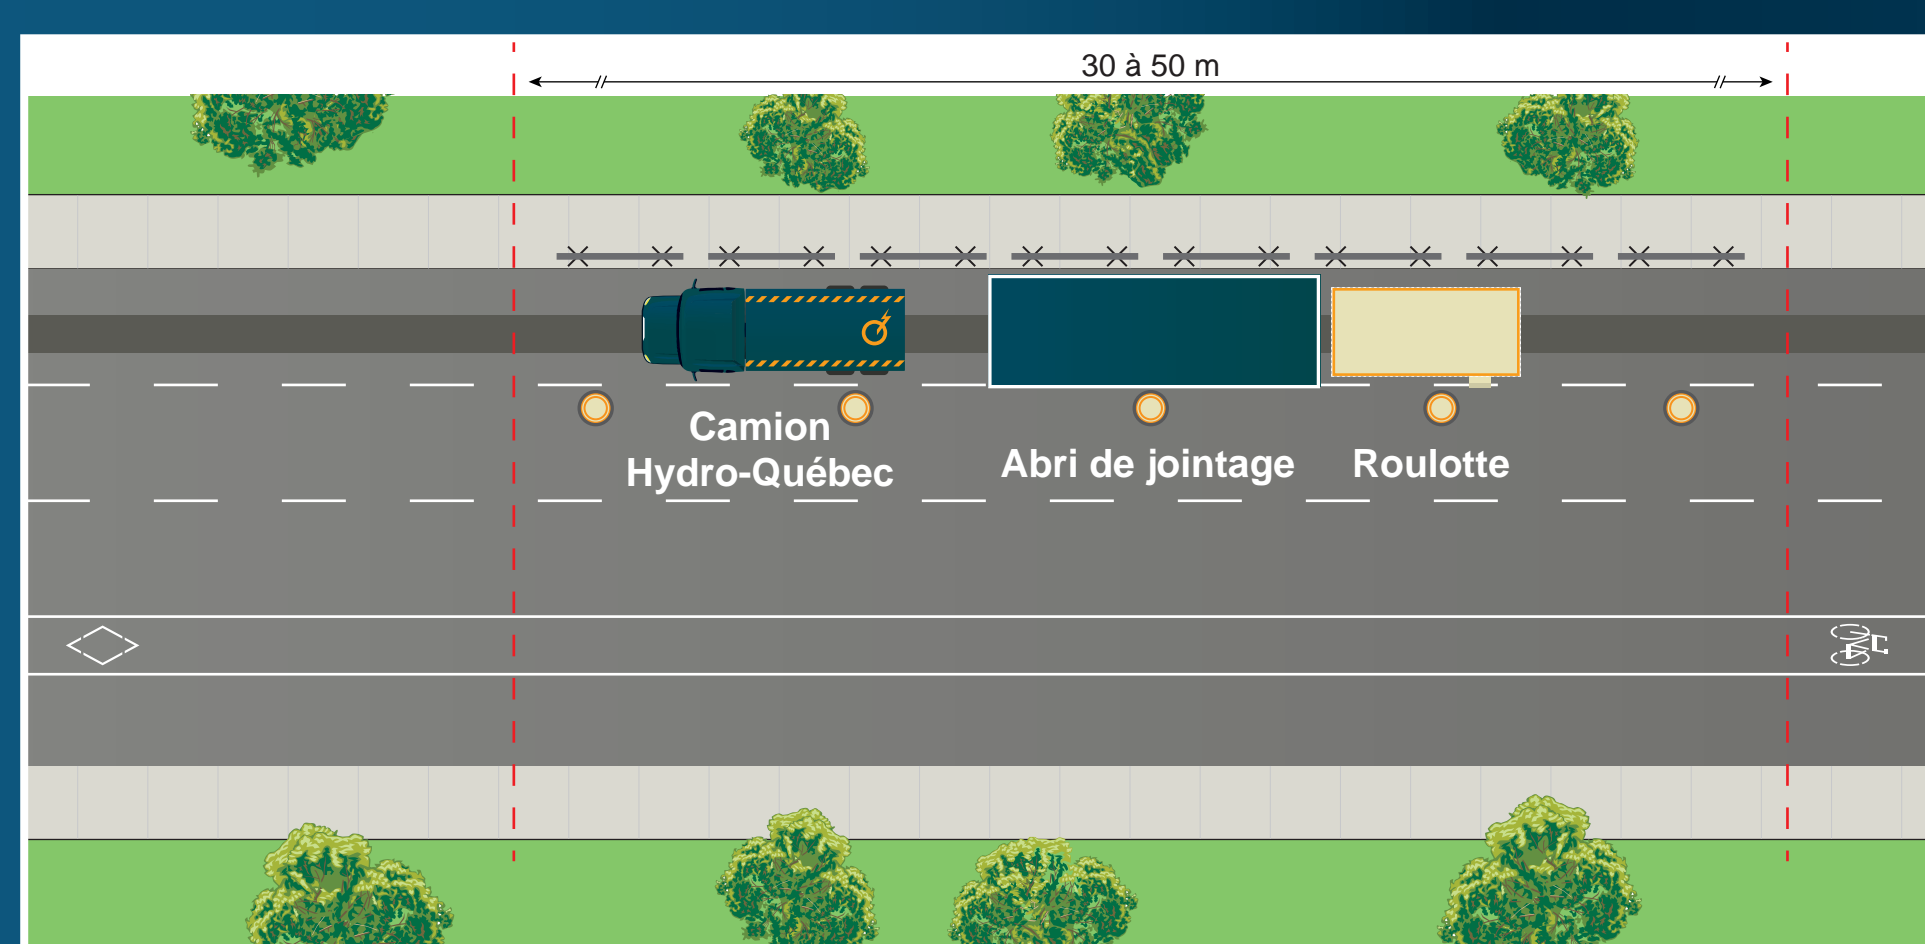 30 à 50 m
Camion
Hydro-Québec
Abri de jointage
Roulotte